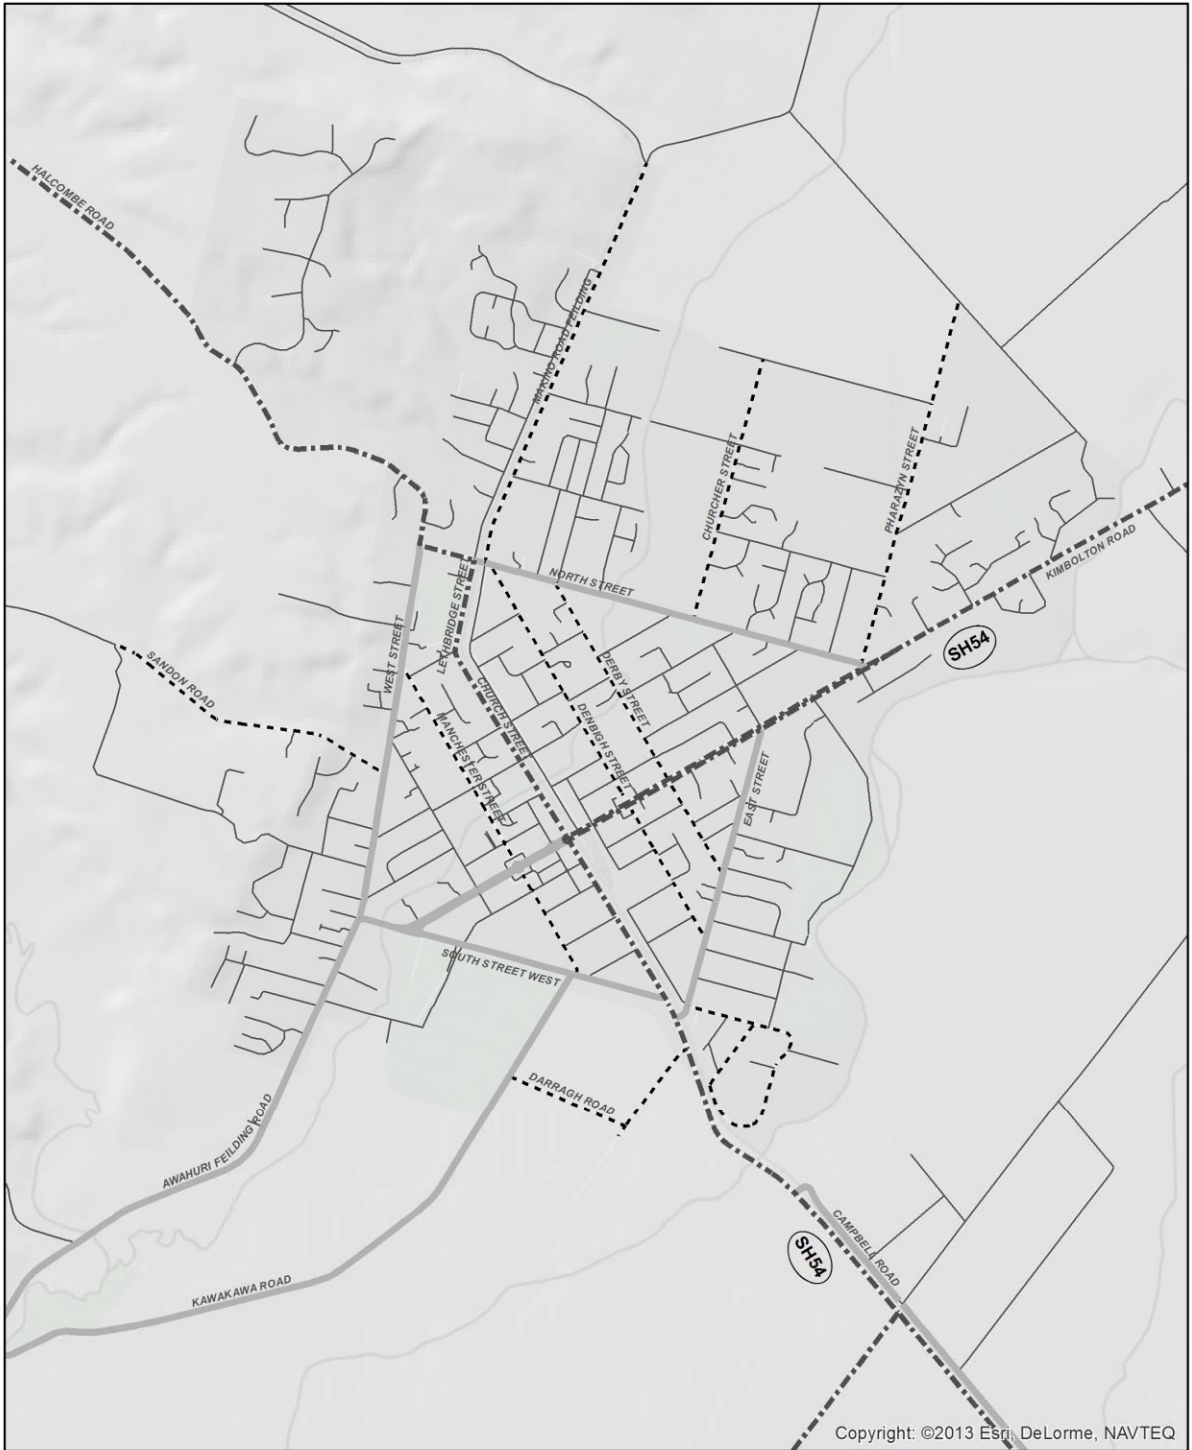 HALCOMBE ROAD
MAKINO ROAD FEILDING
CHURCHER STREET
PHARAZYN STREET
KIMBOLTON ROAD
NORTH STREET
LETHBRIDGE STREET
WEST STREET
SANDON ROAD
SH54
DERBY STREET
CHURCH STREET
DENBIGH STREET
MANCHESTER STREET
EAST STREET
SOUTH STREET WEST
DARRAGH ROAD
AWAHURI FEILDING ROAD
CAMPBELL ROAD
SH54
KAWAKAWA ROAD
Copyright: ©2013 Esri, DeLorme, NAVTEQ